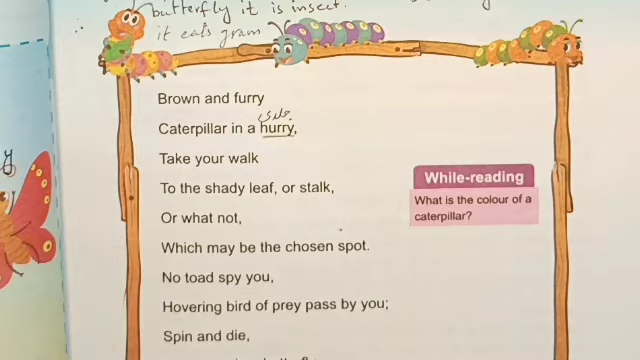 butterfly it is insect.
it eats gram
Brown and furry
جلدی
Caterpillar in a hurry,
Take your walk
To the shady leaf, or stalk,
Or what not,
Which may be the chosen spot.
No toad spy you,
Hovering bird of prey pass by you;
Spin and die,
While-reading
What is the colour of a
caterpillar?